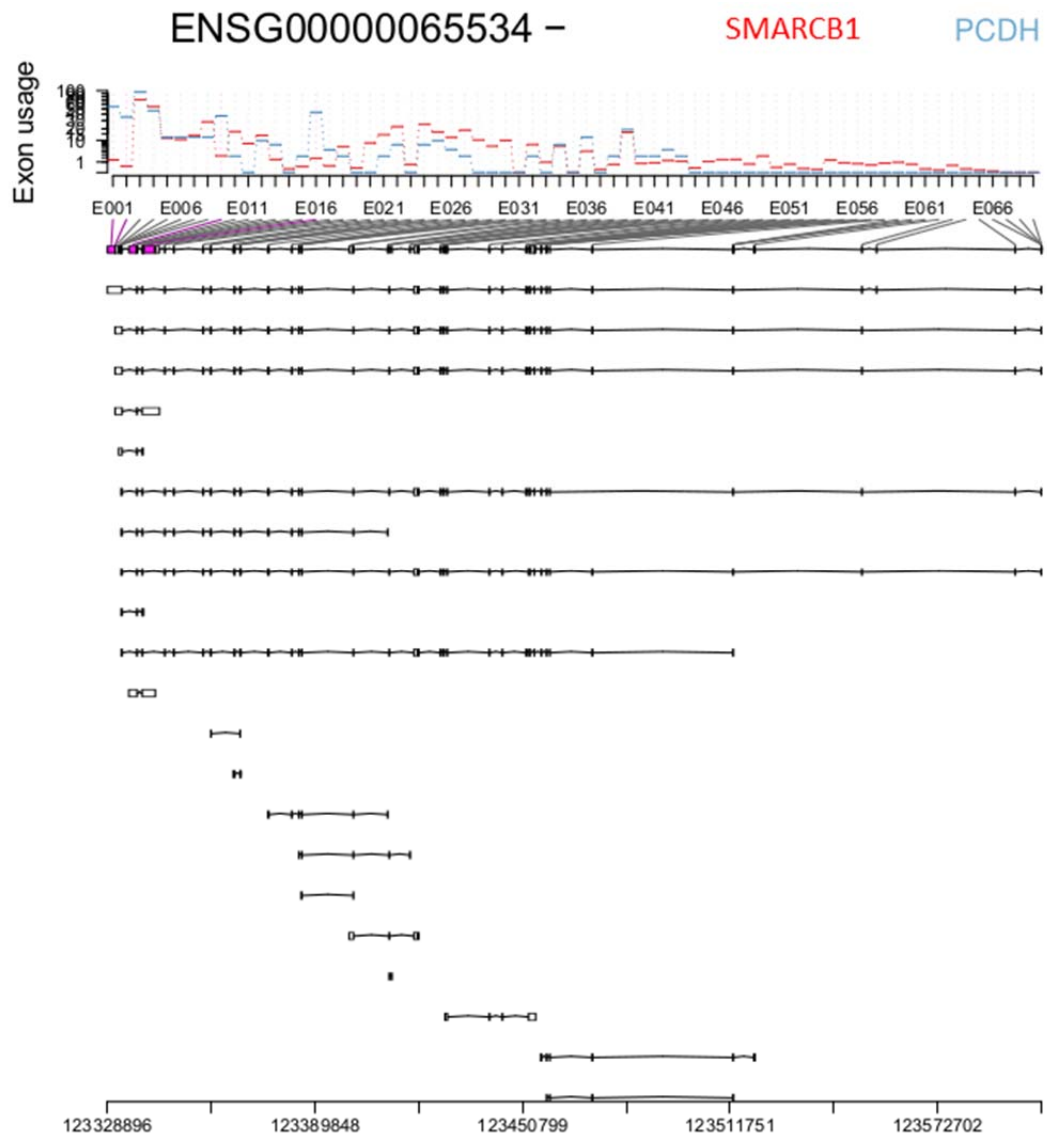 ENSG00000065534 − SMARCB1 PCDH
Exon usage
100
10
1
E001 E006 E011 E016 E021 E026 E031 E036 E041 E046 E051 E056 E061 E066
123328896 123389848 123450799 123511751 123572702